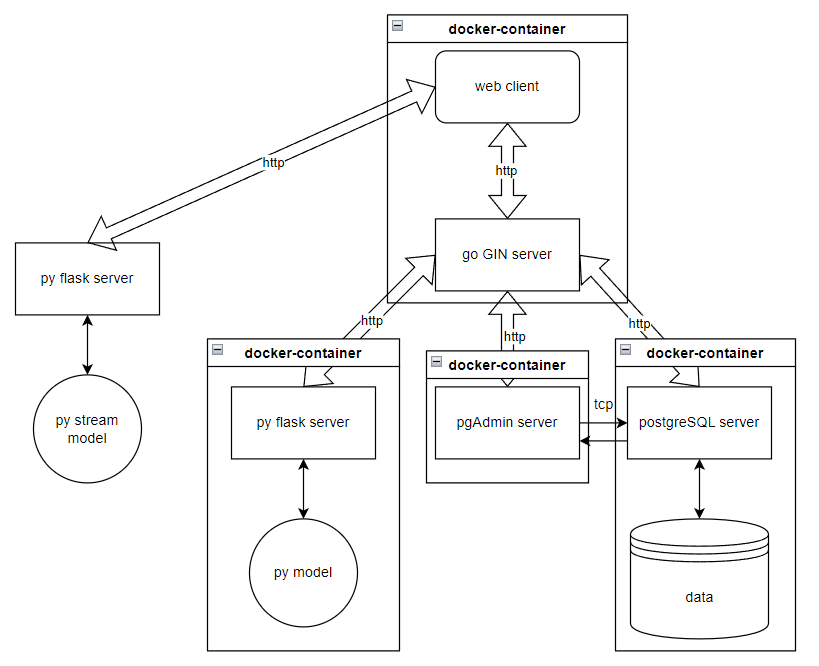 docker-container
web client
http
http
go GIN server
py flask server
http
http
http
docker-container
docker-container
docker-container
py stream
model
py flask server
pgAdmin server
tcp
postgreSQL server
py model
data